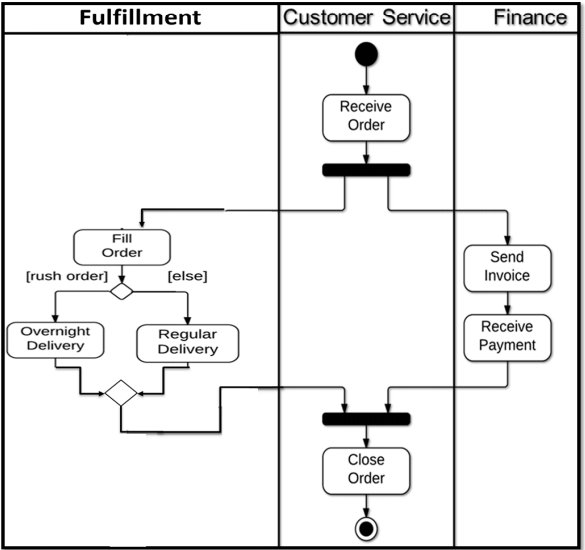 Fulfillment
Customer Service
Finance
Receive
Order
Fill
Order
[rush order]
[else]
Send
Invoice
Overnight
Delivery
Regular
Delivery
Receive
Payment
Close
Order